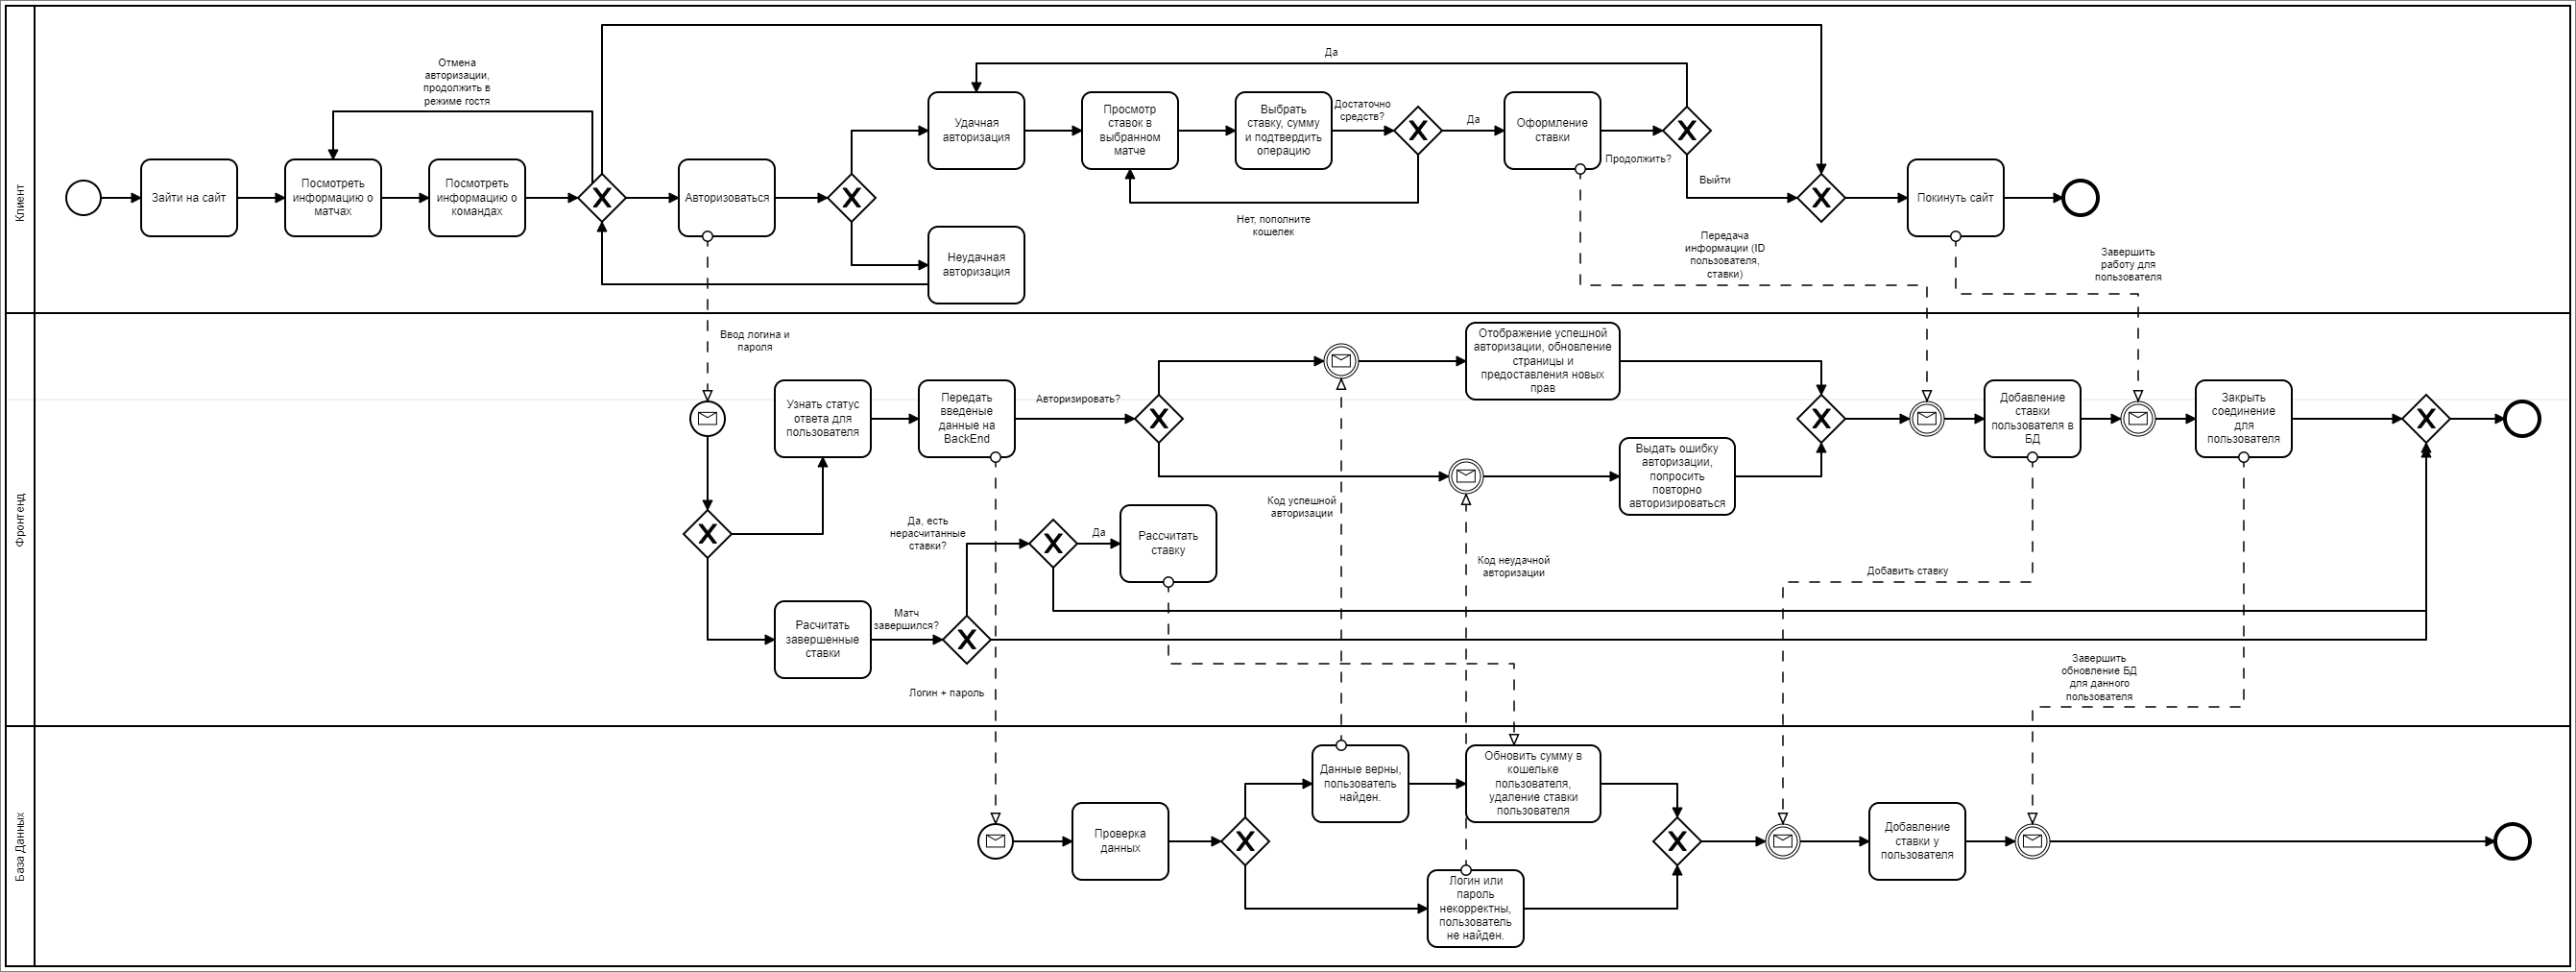 Клиент
Отмена
авторизации,
продолжить в
режиме гостя
Зайти на сайт
Посмотреть
информацию о
матчах
Посмотреть
информацию о
командах
Авторизоваться
Удачная
авторизация
Неудачная
авторизация
Просмотр
ставок в
выбранном
матче
Выбрать
ставку, сумму
и подтвердить
операцию
Достаточно
средств?
Да
Нет, пополните
кошелек
Оформление
ставки
Да
Продолжить?
Выйти
Покинуть сайт
Передача
информации (ID
пользователя,
ставки)
Завершить
работу для
пользователя
Фронтенд
Ввод логина и
пароля
Узнать статус
ответа для
пользователя
Передать
введеные
данные на
BackEnd
Авторизировать?
Отображение успешной
авторизации, обновление
страницы и
предоставления новых
прав
Выдать ошибку
авторизации,
попросить
повторно
авторизироваться
Добавление
ставки
пользователя в
БД
Закрыть
соединение
для
пользователя
Код успешной
авторизации
Код неудачной
авторизации
Да, есть
нерасчитанные
ставки?
Да
Рассчитать
ставку
Расчитать
завершенные
ставки
Матч
завершился?
Логин + пароль
Добавить ставку
Завершить
обновление БД
для данного
пользователя
База Данных
Проверка
данных
Данные верны,
пользователь
найден.
Обновить сумму в
кошельке
пользователя,
удаление ставки
пользователя
Логин или
пароль
некорректны,
пользователь
не найден.
Добавление
ставки у
пользователя